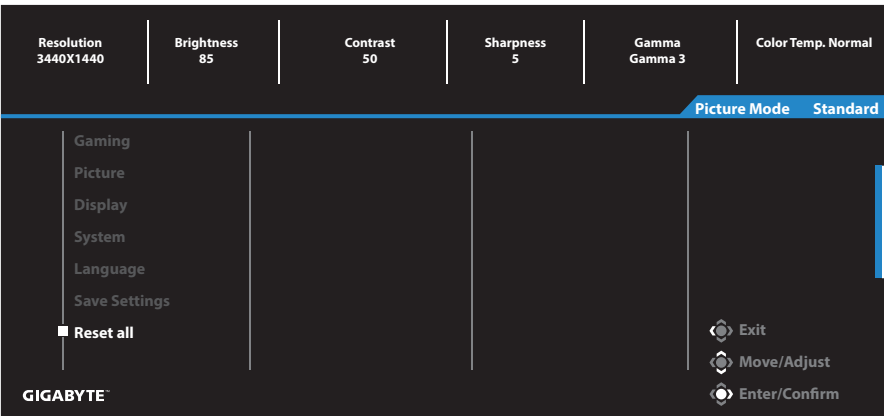 Resolution Brightness Contrast Sharpness Gamma Color Temp. Normal
3440X1440 85 50 5 Gamma 3
Picture Mode Standard
Gaming
Picture
Display
System
Language
Save Settings
Reset all
Exit
Move/Adjust
Enter/Confirm
GIGABYTE™